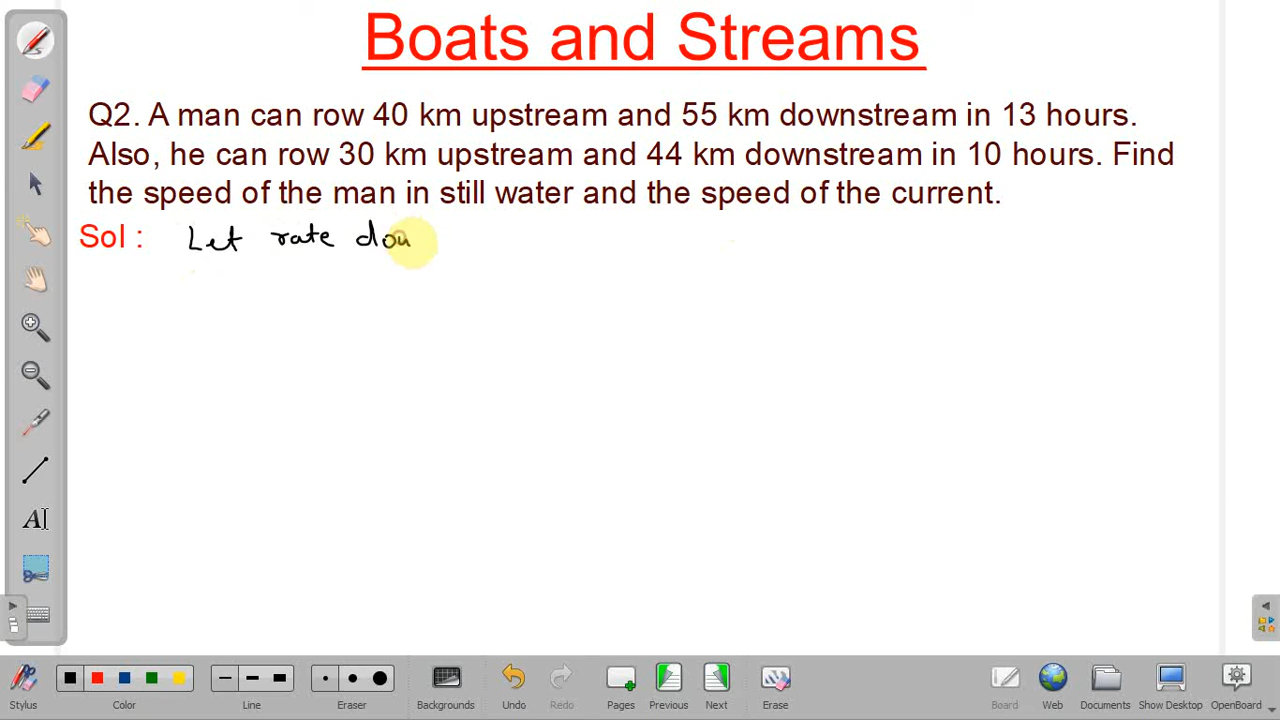 Boats and Streams
Q2. A man can row 40 km upstream and 55 km downstream in 13 hours.
Also, he can row 30 km upstream and 44 km downstream in 10 hours. Find
the speed of the man in still water and the speed of the current.
Sol : Let rate dou
AI
Stylus Color Line Eraser Backgrounds Undo Redo Pages Previous Next Erase Board Web Documents Show Desktop OpenBoard